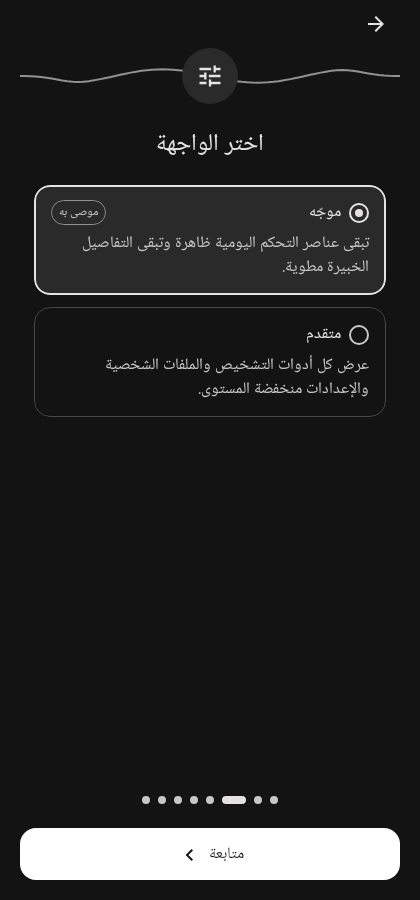 اختر الواجهة
موجّه
موصى به
تبقى عناصر التحكم اليومية ظاهرة وتبقى التفاصيل
الخبيرة مطوية.
متقدم
عرض كل أدوات التشخيص والملفات الشخصية
والإعدادات منخفضة المستوى.
متابعة